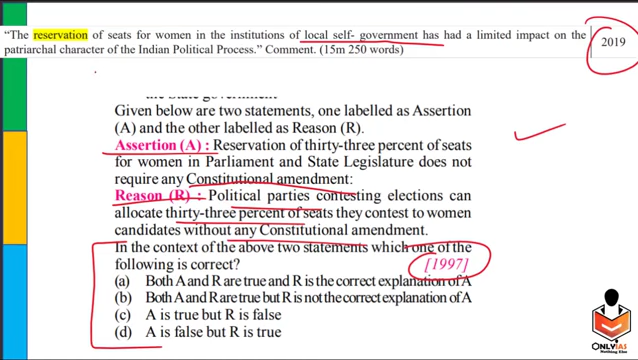 “The reservation of seats for women in the institutions of local self- government has had a limited impact on the
patriarchal character of the Indian Political Process.” Comment. (15m 250 words)
2019
the State government
Given below are two statements, one labelled as Assertion
(A) and the other labelled as Reason (R).
Assertion (A) : Reservation of thirty-three percent of seats
for women in Parliament and State Legislature does not
require any Constitutional amendment:
Reason (R) : Political parties contesting elections can
allocate thirty-three percent of seats they contest to women
candidates without any Constitutional amendment.
In the context of the above two statements which one of the
following is correct? [1997]
(a) Both A and R are true and R is the correct explanation of A
(b) Both A and R are true but R is not the correct explanation of A
(c) A is true but R is false
(d) A is false but R is true
ONLYIAS
Nothing Else